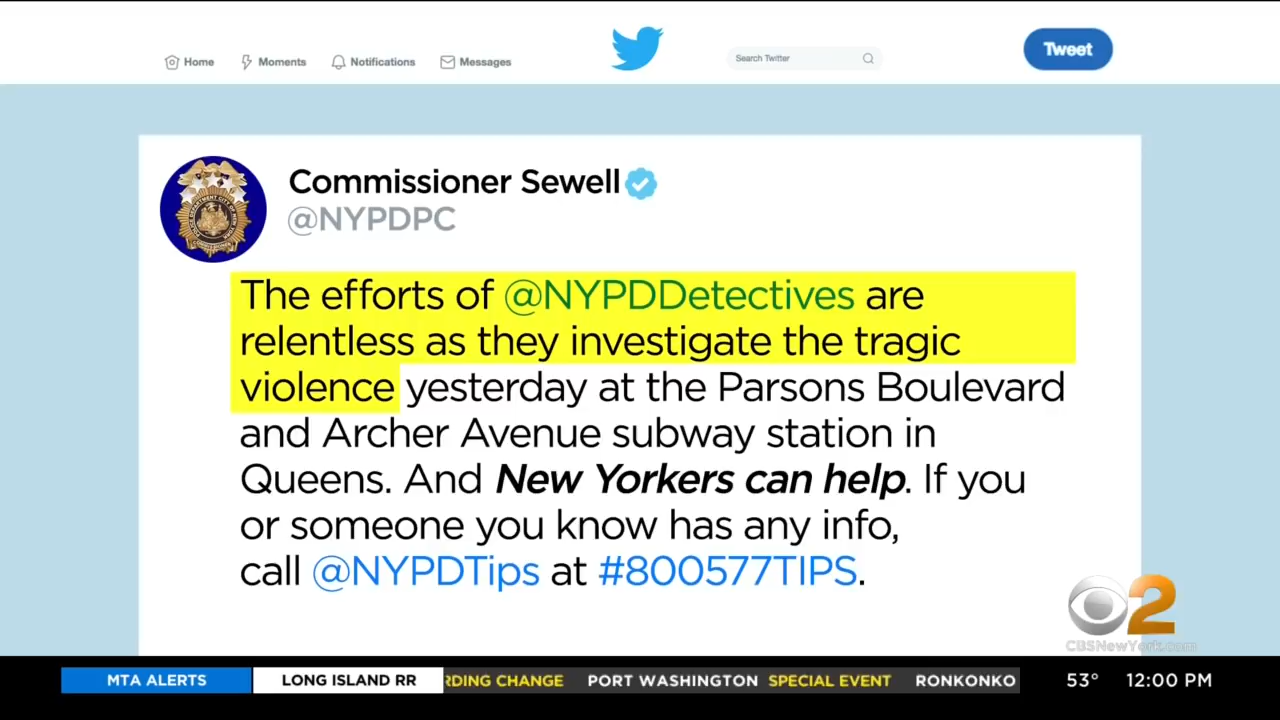 Home Moments Notifications Messages Search Twitter Tweet
Commissioner Sewell
@NYPDPC
The efforts of @NYPDDetectives are
relentless as they investigate the tragic
violence yesterday at the Parsons Boulevard
and Archer Avenue subway station in
Queens. And New Yorkers can help. If you
or someone you know has any info,
call @NYPDTips at #800577TIPS.
2
CBSNewYork.com
MTA ALERTS LONG ISLAND RR RDING CHANGE PORT WASHINGTON SPECIAL EVENT RONKONKO 53° 12:00 PM